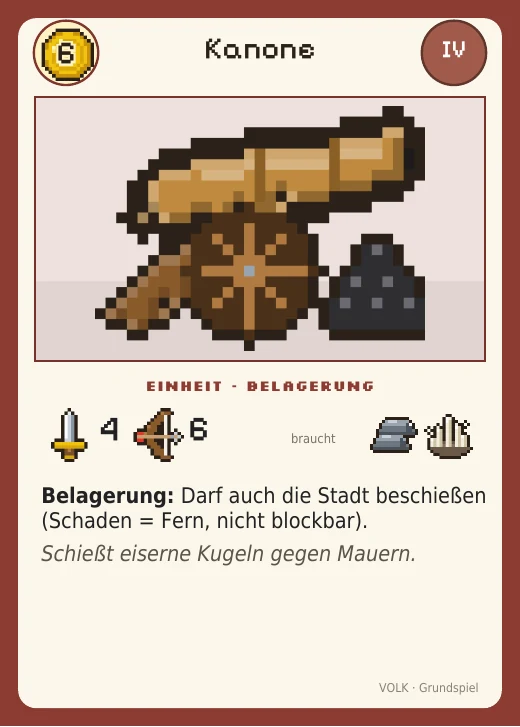 6
Kanone
IV
EINHEIT · BELAGERUNG
4 6 braucht
Belagerung: Darf auch die Stadt beschießen
(Schaden = Fern, nicht blockbar).
Schießt eiserne Kugeln gegen Mauern.
VOLK · Grundspiel